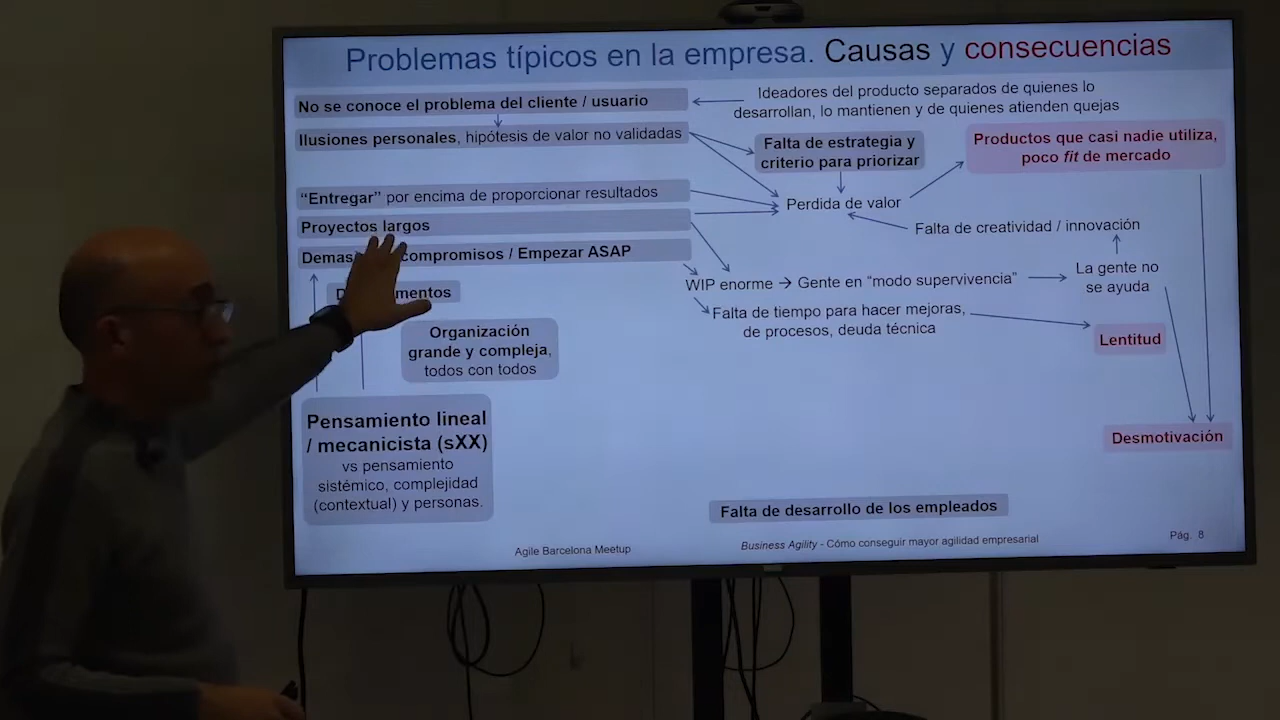 Problemas típicos en la empresa. Causas y consecuencias
No se conoce el problema del cliente / usuario
Ideadores del producto separados de quienes lo
desarrollan, lo mantienen y de quienes atienden quejas
Ilusiones personales, hipótesis de valor no validadas
Falta de estrategia y
criterio para priorizar
Productos que casi nadie utiliza,
poco fit de mercado
“Entregar” por encima de proporcionar resultados
Perdida de valor
Proyectos largos
Falta de creatividad / innovación
compromisos / Empezar ASAP
WIP enorme → Gente en “modo supervivencia”
La gente no
se ayuda
Falta de tiempo para hacer mejoras,
de procesos, deuda técnica
Lentitud
Organización
grande y compleja,
todos con todos
Pensamiento lineal
/ mecanicista (sXX)
vs pensamiento
sistémico, complejidad
(contextual) y personas.
Desmotivación
Falta de desarrollo de los empleados
Agile Barcelona Meetup
Business Agility - Cómo conseguir mayor agilidad empresarial
Pág. 8